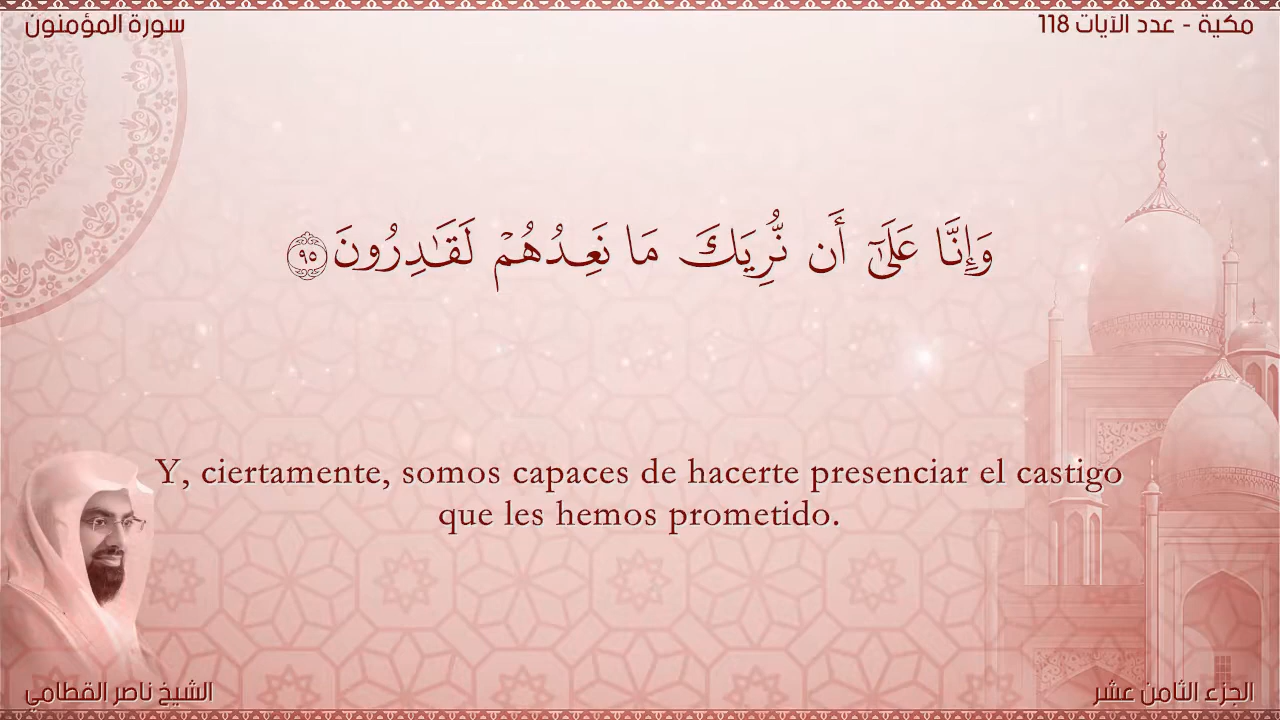 سورة المؤمنون
مكية - عدد الآيات 118
وَإِنَّا عَلَىٰٓ أَن نُّرِيَكَ مَا نَعِدُهُمْ لَقَـٰدِرُونَ ٩٥
Y, ciertamente, somos capaces de hacerte presenciar el castigo
que les hemos prometido.
الشيخ ناصر القطامي
الجزء الثامن عشر